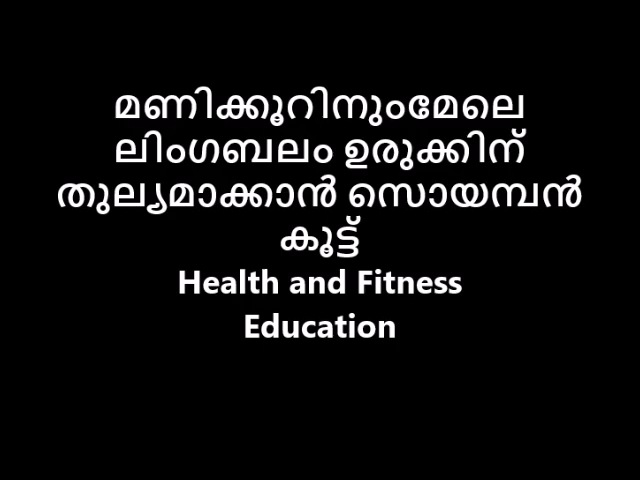 മണിക്കൂറിനുംമേലെ
ലിംഗബലം ഉരുക്കിന്
തുല്യമാക്കാൻ സൊയമ്പൻ
കൂട്ട്
Health and Fitness
Education